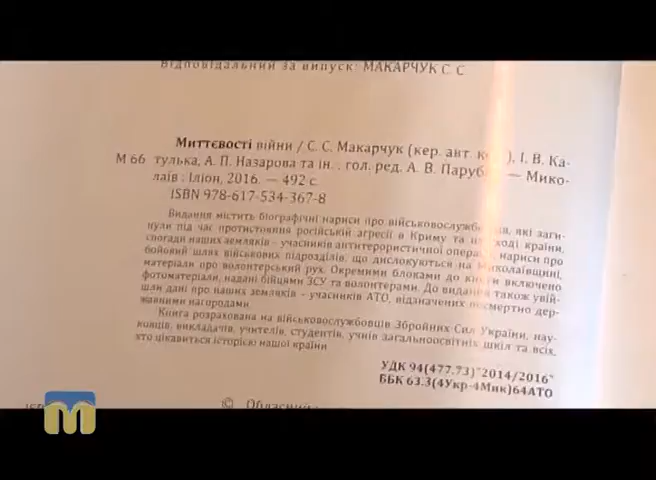 Відповідальний за випуск: МАКАРЧУК С. С
Миттєвості війни / С. С. Макарчук (кер. авт. І. В. Ка-
М 66 тулька, А. П. Назарова та ін. . гол. ред. А. В. — Мико-
лаїв : Іліон, 2016. — 492 с.
ISBN 978-617-534-367-8
Видання містить біографічні нариси про які заги-
нули під час протистояння російській агресії в Криму та країни,
спогади наших земляків - учасників антитерористичної нариси про
бойовий шлях військових підрозділів, що дислокуються на Миколаївщині,
матеріали про волонтерський рух. Окремими блоками до книги включено
фотоматеріали, надані бійцями ЗСУ та волонтерами. До видання також увій-
шли дані про наших земляків - учасників АТО, відзначених посмертно дер-
жавними нагородами.
Книга розрахована на військовослужбовців Збройних Сил України, нау-
ковців, викладачів, учителів, студентів, учнів загальноосвітніх шкіл та всіх,
хто цікавиться історією нашої країни
УДК 94(477.73)"2014/2016"
ББК 63.3(4Укр-4Мик)64АТО
© Обласний